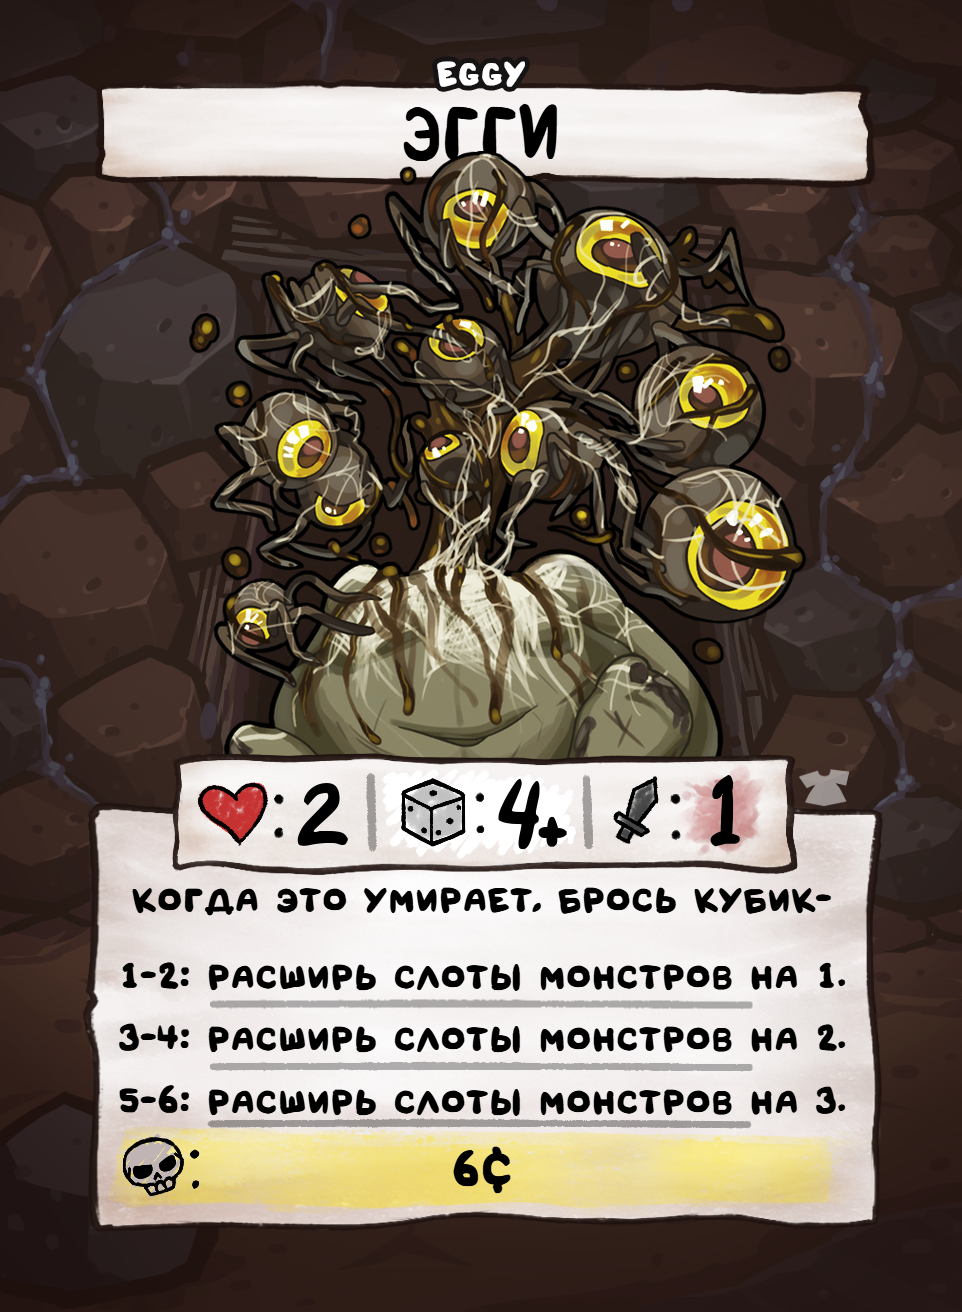 EGGY
ЭГГИ
: 2 : 4+ : 1
КОГДА ЭТО УМИРАЕТ, БРОСЬ КУБИК-
1-2: РАСШИРЬ СЛОТЫ МОНСТРОВ НА 1.
3-4: РАСШИРЬ СЛОТЫ МОНСТРОВ НА 2.
5-6: РАСШИРЬ СЛОТЫ МОНСТРОВ НА 3.
: 6¢